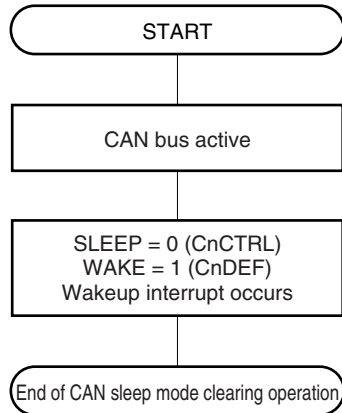 START
CAN bus active
SLEEP = 0 (CnCTRL)
WAKE = 1 (CnDEF)
Wakeup interrupt occurs
End of CAN sleep mode clearing operation